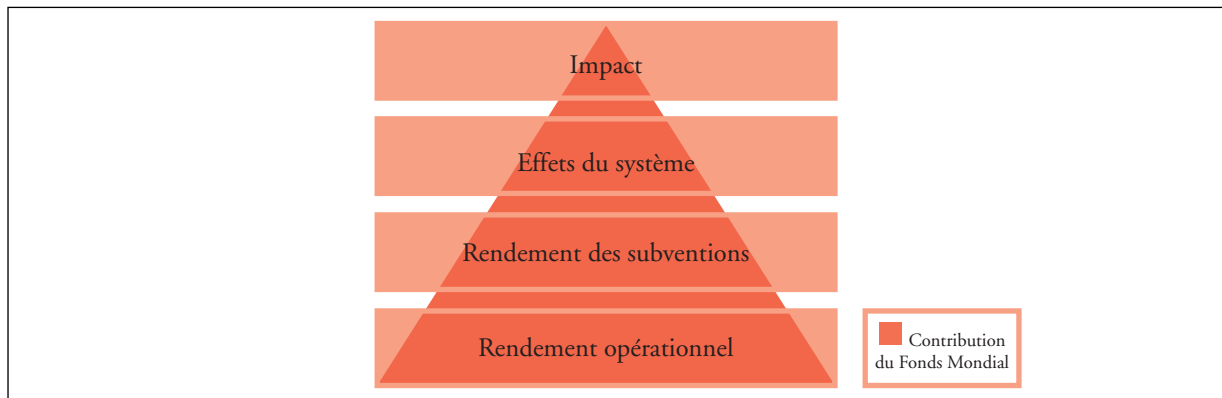 Impact
Effets du système
Rendement des subventions
Rendement opérationnel
Contribution
du Fonds Mondial